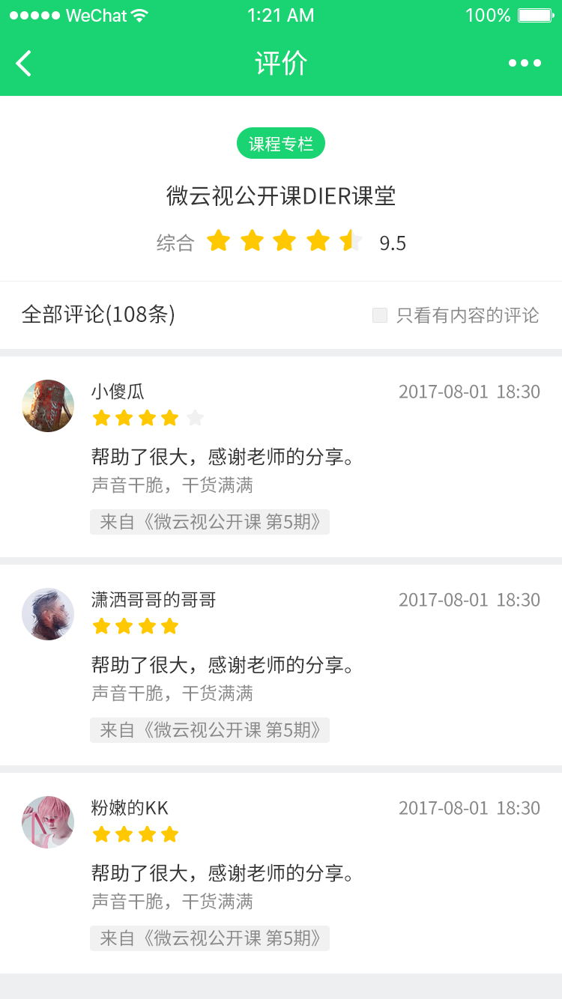 WeChat 1:21 AM 100%
评价
课程专栏
微云视公开课DIER课堂
综合 9.5
全部评论(108条) 只看有内容的评论
小傻瓜 2017-08-01 18:30
帮助了很大，感谢老师的分享。
声音干脆，干货满满
来自《微云视公开课 第5期》
潇洒哥哥的哥哥 2017-08-01 18:30
帮助了很大，感谢老师的分享。
声音干脆，干货满满
来自《微云视公开课 第5期》
粉嫩的KK 2017-08-01 18:30
帮助了很大，感谢老师的分享。
声音干脆，干货满满
来自《微云视公开课 第5期》